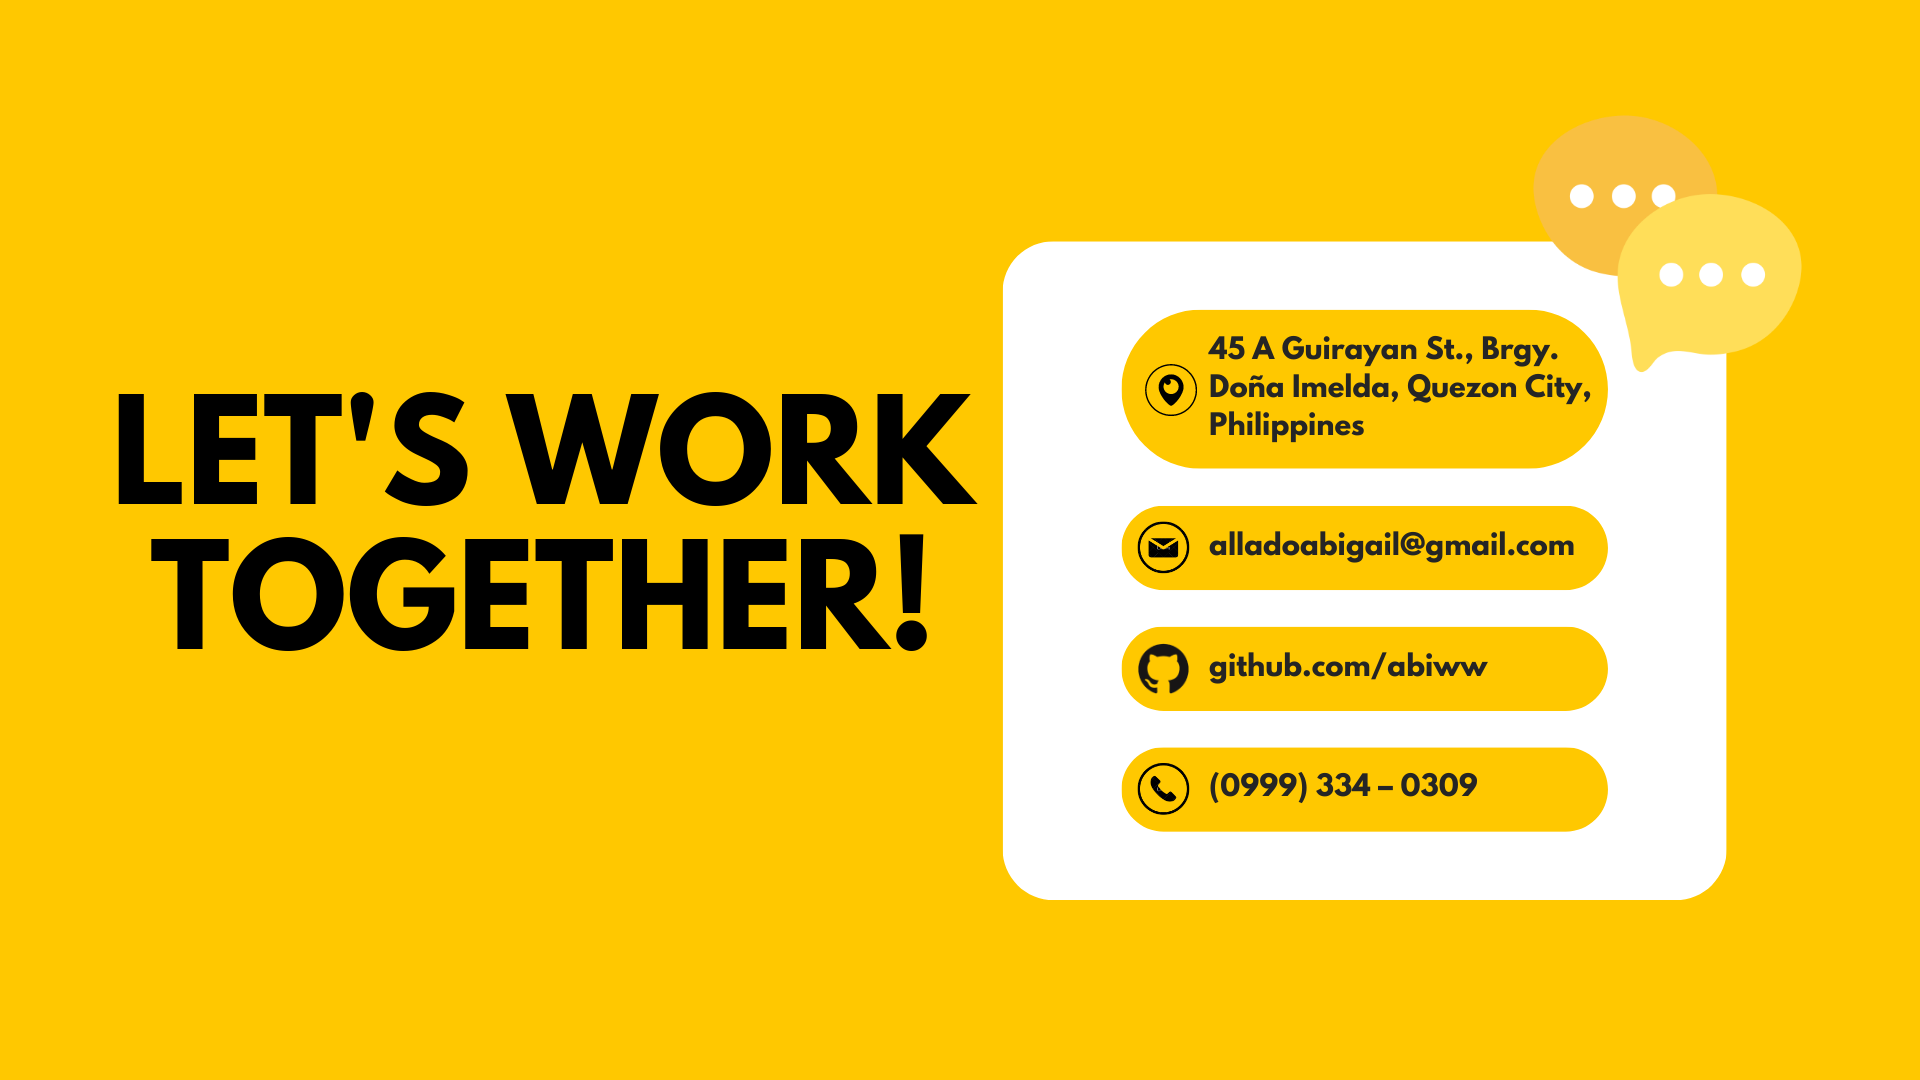 LET'S WORK
TOGETHER!
45 A Guirayan St., Brgy.
Doña Imelda, Quezon City,
Philippines
alladoabigail@gmail.com
github.com/abiww
(0999) 334 – 0309